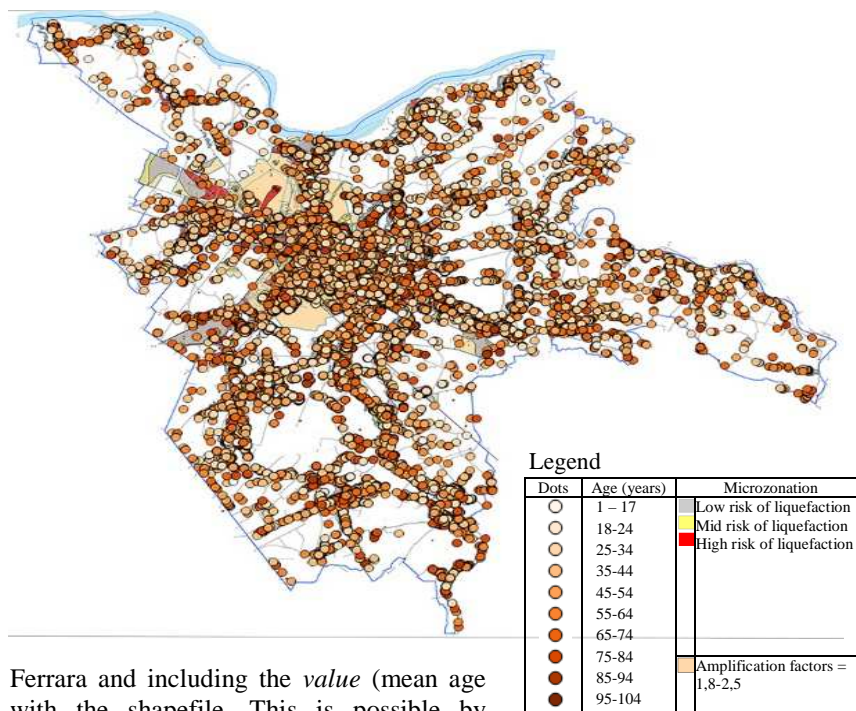 Legend
Dots Age (years) Microzonation
1 – 17 Low risk of liquefaction
18-24 Mid risk of liquefaction
25-34 High risk of liquefaction
35-44
45-54
55-64
65-74
75-84 Amplification factors =
85-94 1,8-2,5
95-104
Ferrara and including the value (mean age
with the shapefile. This is possible by